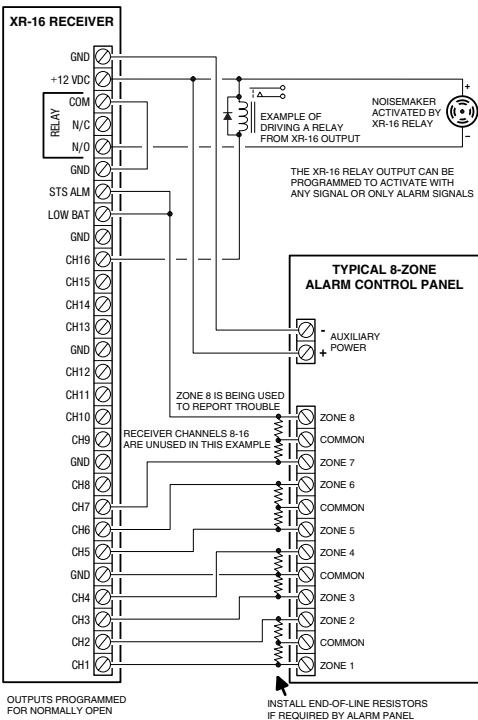 XR-16 RECEIVER
GND
+12 VDC
COM
N/C
N/O
RELAY
GND
STS ALM
LOW BAT
GND
CH16
CH15
CH14
CH13
GND
CH12
CH11
CH10
CH9
GND
CH8
CH7
CH6
CH5
GND
CH4
CH3
CH2
CH1
EXAMPLE OF
DRIVING A RELAY
FROM XR-16 OUTPUT
+
NOISEMAKER
ACTIVATED BY
XR-16 RELAY
–
THE XR-16 RELAY OUTPUT CAN BE
PROGRAMMED TO ACTIVATE WITH
ANY SIGNAL OR ONLY ALARM SIGNALS
TYPICAL 8-ZONE
ALARM CONTROL PANEL
-
+
AUXILIARY
POWER
ZONE 8 IS BEING USED
TO REPORT TROUBLE
RECEIVER CHANNELS 8-16
ARE UNUSED IN THIS EXAMPLE
ZONE 8
COMMON
ZONE 7
ZONE 6
COMMON
ZONE 5
ZONE 4
COMMON
ZONE 3
ZONE 2
COMMON
ZONE 1
OUTPUTS PROGRAMMED
FOR NORMALLY OPEN
INSTALL END-OF-LINE RESISTORS
IF REQUIRED BY ALARM PANEL